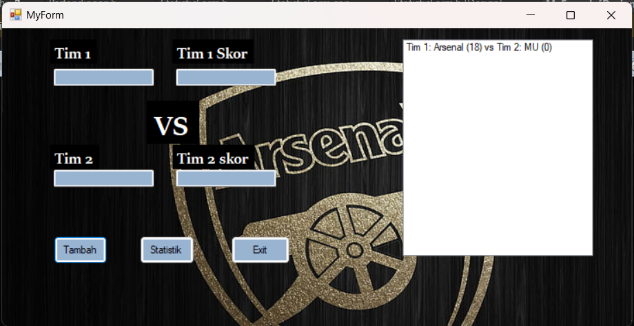 MyForm
Tim 1
Tim 1 Skor
Tim 1: Arsenal (18) vs Tim 2: MU (0)
VS
Arsenal
Tim 2
Tim 2 skor
Tambah
Statistik
Exit